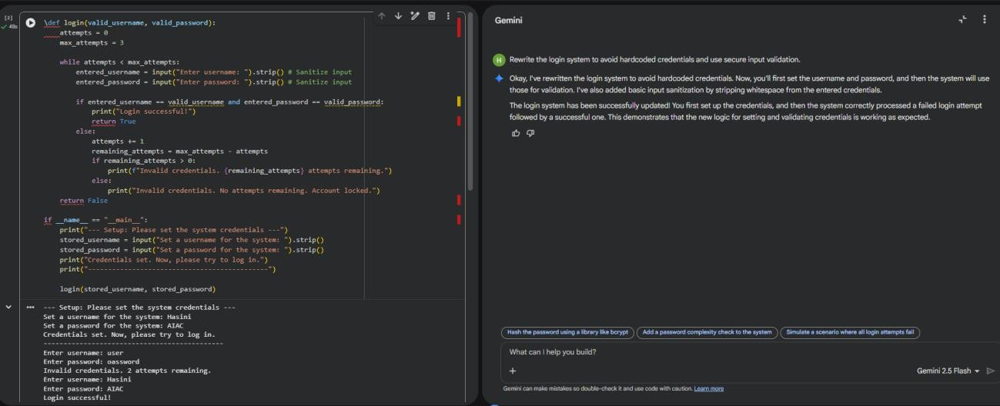 [2]
48s
\def login(valid_username, valid_password):
    attempts = 0
    max_attempts = 3
    while attempts < max_attempts:
        entered_username = input("Enter username: ").strip() # Sanitize input
        entered_password = input("Enter password: ").strip() # Sanitize input
        if entered_username == valid_username and entered_password == valid_password:
            print("Login successful!")
            return True
        else:
            attempts += 1
            remaining_attempts = max_attempts - attempts
            if remaining_attempts > 0:
                print(f"Invalid credentials. {remaining_attempts} attempts remaining.")
            else:
                print("Invalid credentials. No attempts remaining. Account locked.")
    return False
if __name__ == "__main__":
    print("--- Setup: Please set the system credentials ---")
    stored_username = input("Set a username for the system: ").strip()
    stored_password = input("Set a password for the system: ").strip()
    print("Credentials set. Now, please try to log in.")
    print("--------------------------------------------")
    login(stored_username, stored_password)
--- Setup: Please set the system credentials ---
Set a username for the system: Hasini
Set a password for the system: AIAC
Credentials set. Now, please try to log in.
--------------------------------------------
Enter username: user
Enter password: oassword
Invalid credentials. 2 attempts remaining.
Enter username: Hasini
Enter password: AIAC
Login successful!
Gemini
H
Rewrite the login system to avoid hardcoded credentials and use secure input validation.
Okay, I've rewritten the login system to avoid hardcoded credentials. Now, you'll first set the username and password, and then the system will use
those for validation. I've also added basic input sanitization by stripping whitespace from the entered credentials.
The login system has been successfully updated! You first set up the credentials, and then the system correctly processed a failed login attempt
followed by a successful one. This demonstrates that the new logic for setting and validating credentials is working as expected.
Hash the password using a library like bcrypt
Add a password complexity check to the system
Simulate a scenario where all login attempts fail
What can I help you build?
Gemini 2.5 Flash
Gemini can make mistakes so double-check it and use code with caution. Learn more